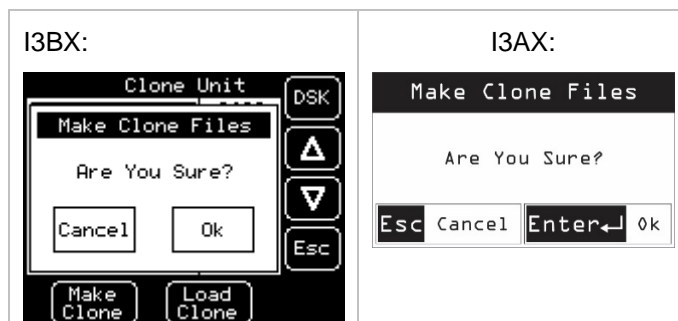 I3BX:
Clone Unit
DSK
Make Clone Files
Are You Sure?
Cancel
Ok
Esc
Make
Clone
Load
Clone
I3AX:
Make Clone Files
Are You Sure?
Esc Cancel Enter↵ Ok